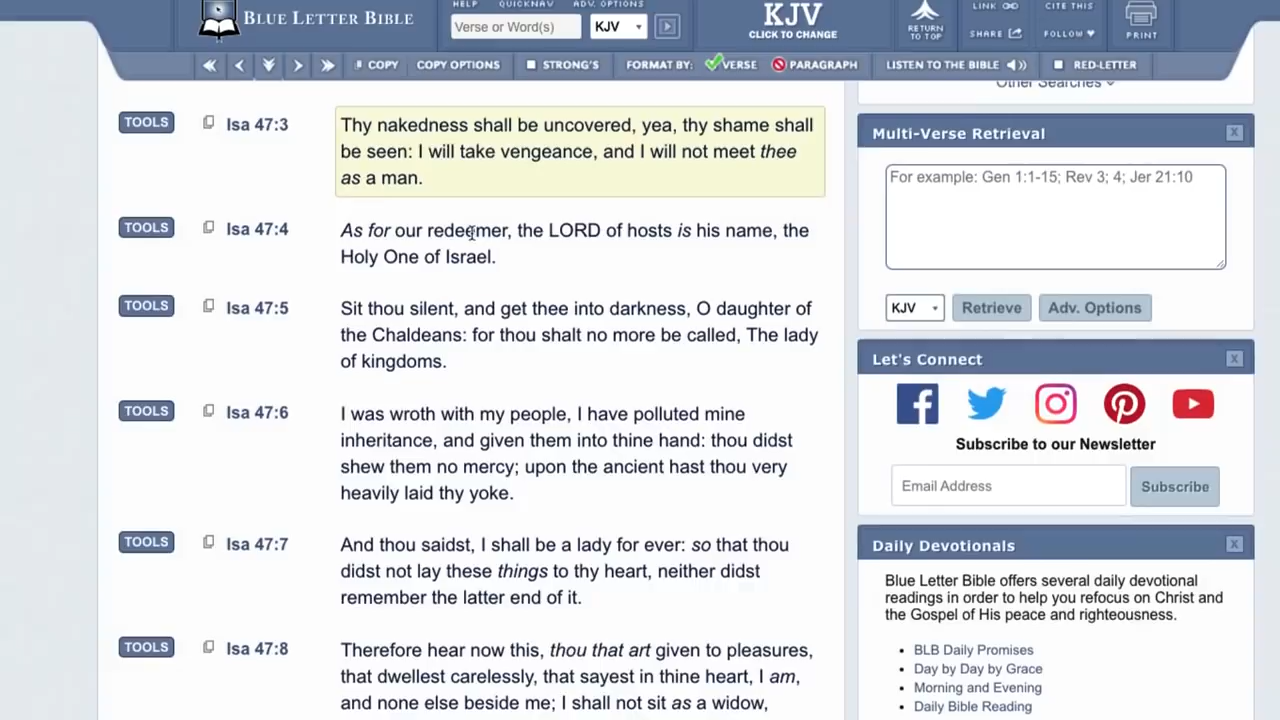 HELP QUICKNAV ADV. OPTIONS
BLUE LETTER BIBLE
Verse or Word(s)
KJV
KJV
CLICK TO CHANGE
RETURN
TO TOP
LINK
CITE THIS
SHARE
FOLLOW
PRINT
COPY
COPY OPTIONS
STRONG'S
FORMAT BY:
VERSE
PARAGRAPH
LISTEN TO THE BIBLE
RED-LETTER
TOOLS
Isa 47:3
Thy nakedness shall be uncovered, yea, thy shame shall
be seen: I will take vengeance, and I will not meet thee
as a man.
TOOLS
Isa 47:4
As for our redeemer, the LORD of hosts is his name, the
Holy One of Israel.
TOOLS
Isa 47:5
Sit thou silent, and get thee into darkness, O daughter of
the Chaldeans: for thou shalt no more be called, The lady
of kingdoms.
TOOLS
Isa 47:6
I was wroth with my people, I have polluted mine
inheritance, and given them into thine hand: thou didst
shew them no mercy; upon the ancient hast thou very
heavily laid thy yoke.
TOOLS
Isa 47:7
And thou saidst, I shall be a lady for ever: so that thou
didst not lay these things to thy heart, neither didst
remember the latter end of it.
TOOLS
Isa 47:8
Therefore hear now this, thou that art given to pleasures,
that dwellest carelessly, that sayest in thine heart, I am,
and none else beside me; I shall not sit as a widow,
Other Searches
Multi-Verse Retrieval
For example: Gen 1:1-15; Rev 3; 4; Jer 21:10
KJV
Retrieve
Adv. Options
Let's Connect
Subscribe to our Newsletter
Email Address
Subscribe
Daily Devotionals
Blue Letter Bible offers several daily devotional
readings in order to help you refocus on Christ and
the Gospel of His peace and righteousness.
BLB Daily Promises
Day by Day by Grace
Morning and Evening
Daily Bible Reading